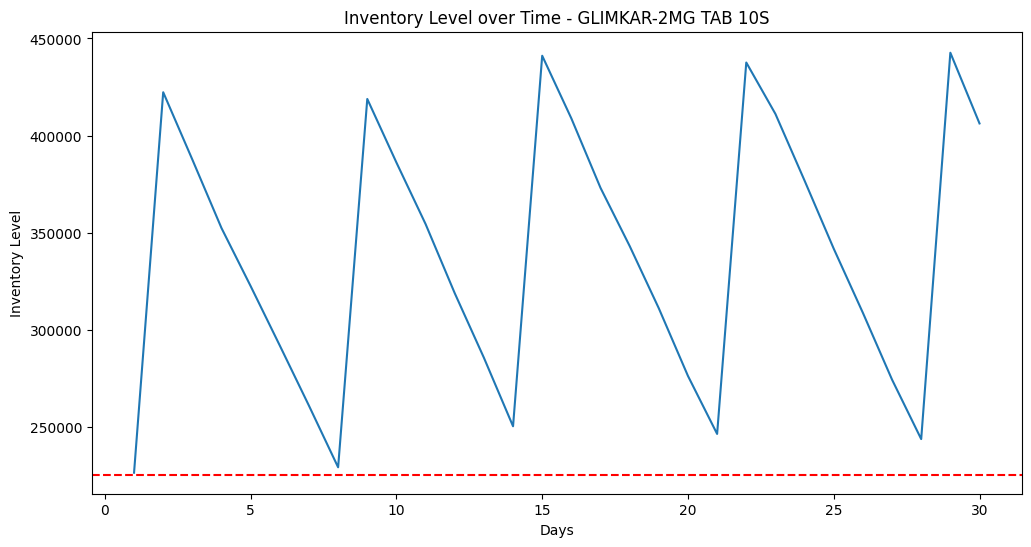 Inventory Level over Time - GLIMKAR-2MG TAB 10S
450000
400000
350000
300000
250000
Inventory Level
0 5 10 15 20 25 30
Days